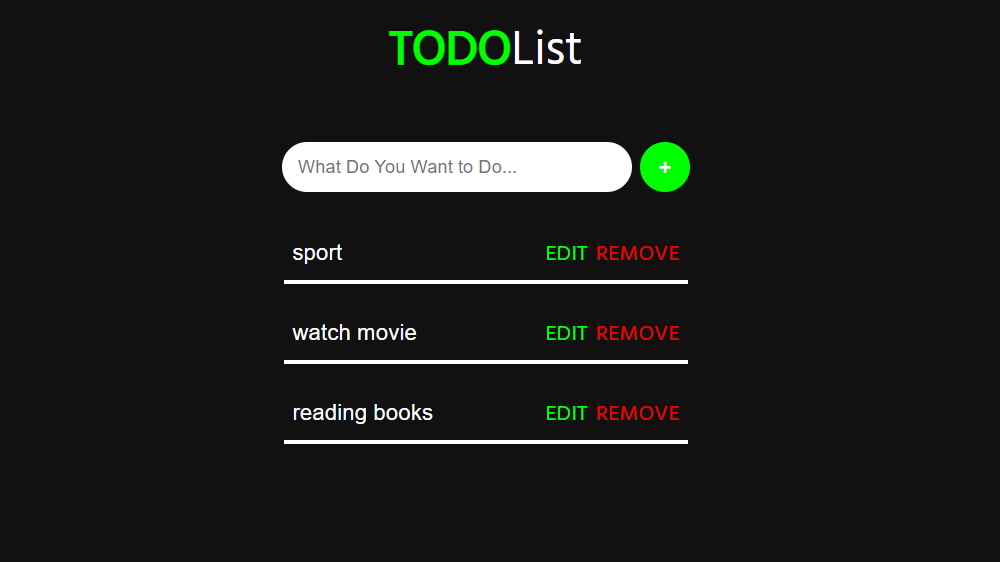 TODOList
What Do You Want to Do...
+
sport EDIT REMOVE
watch movie EDIT REMOVE
reading books EDIT REMOVE